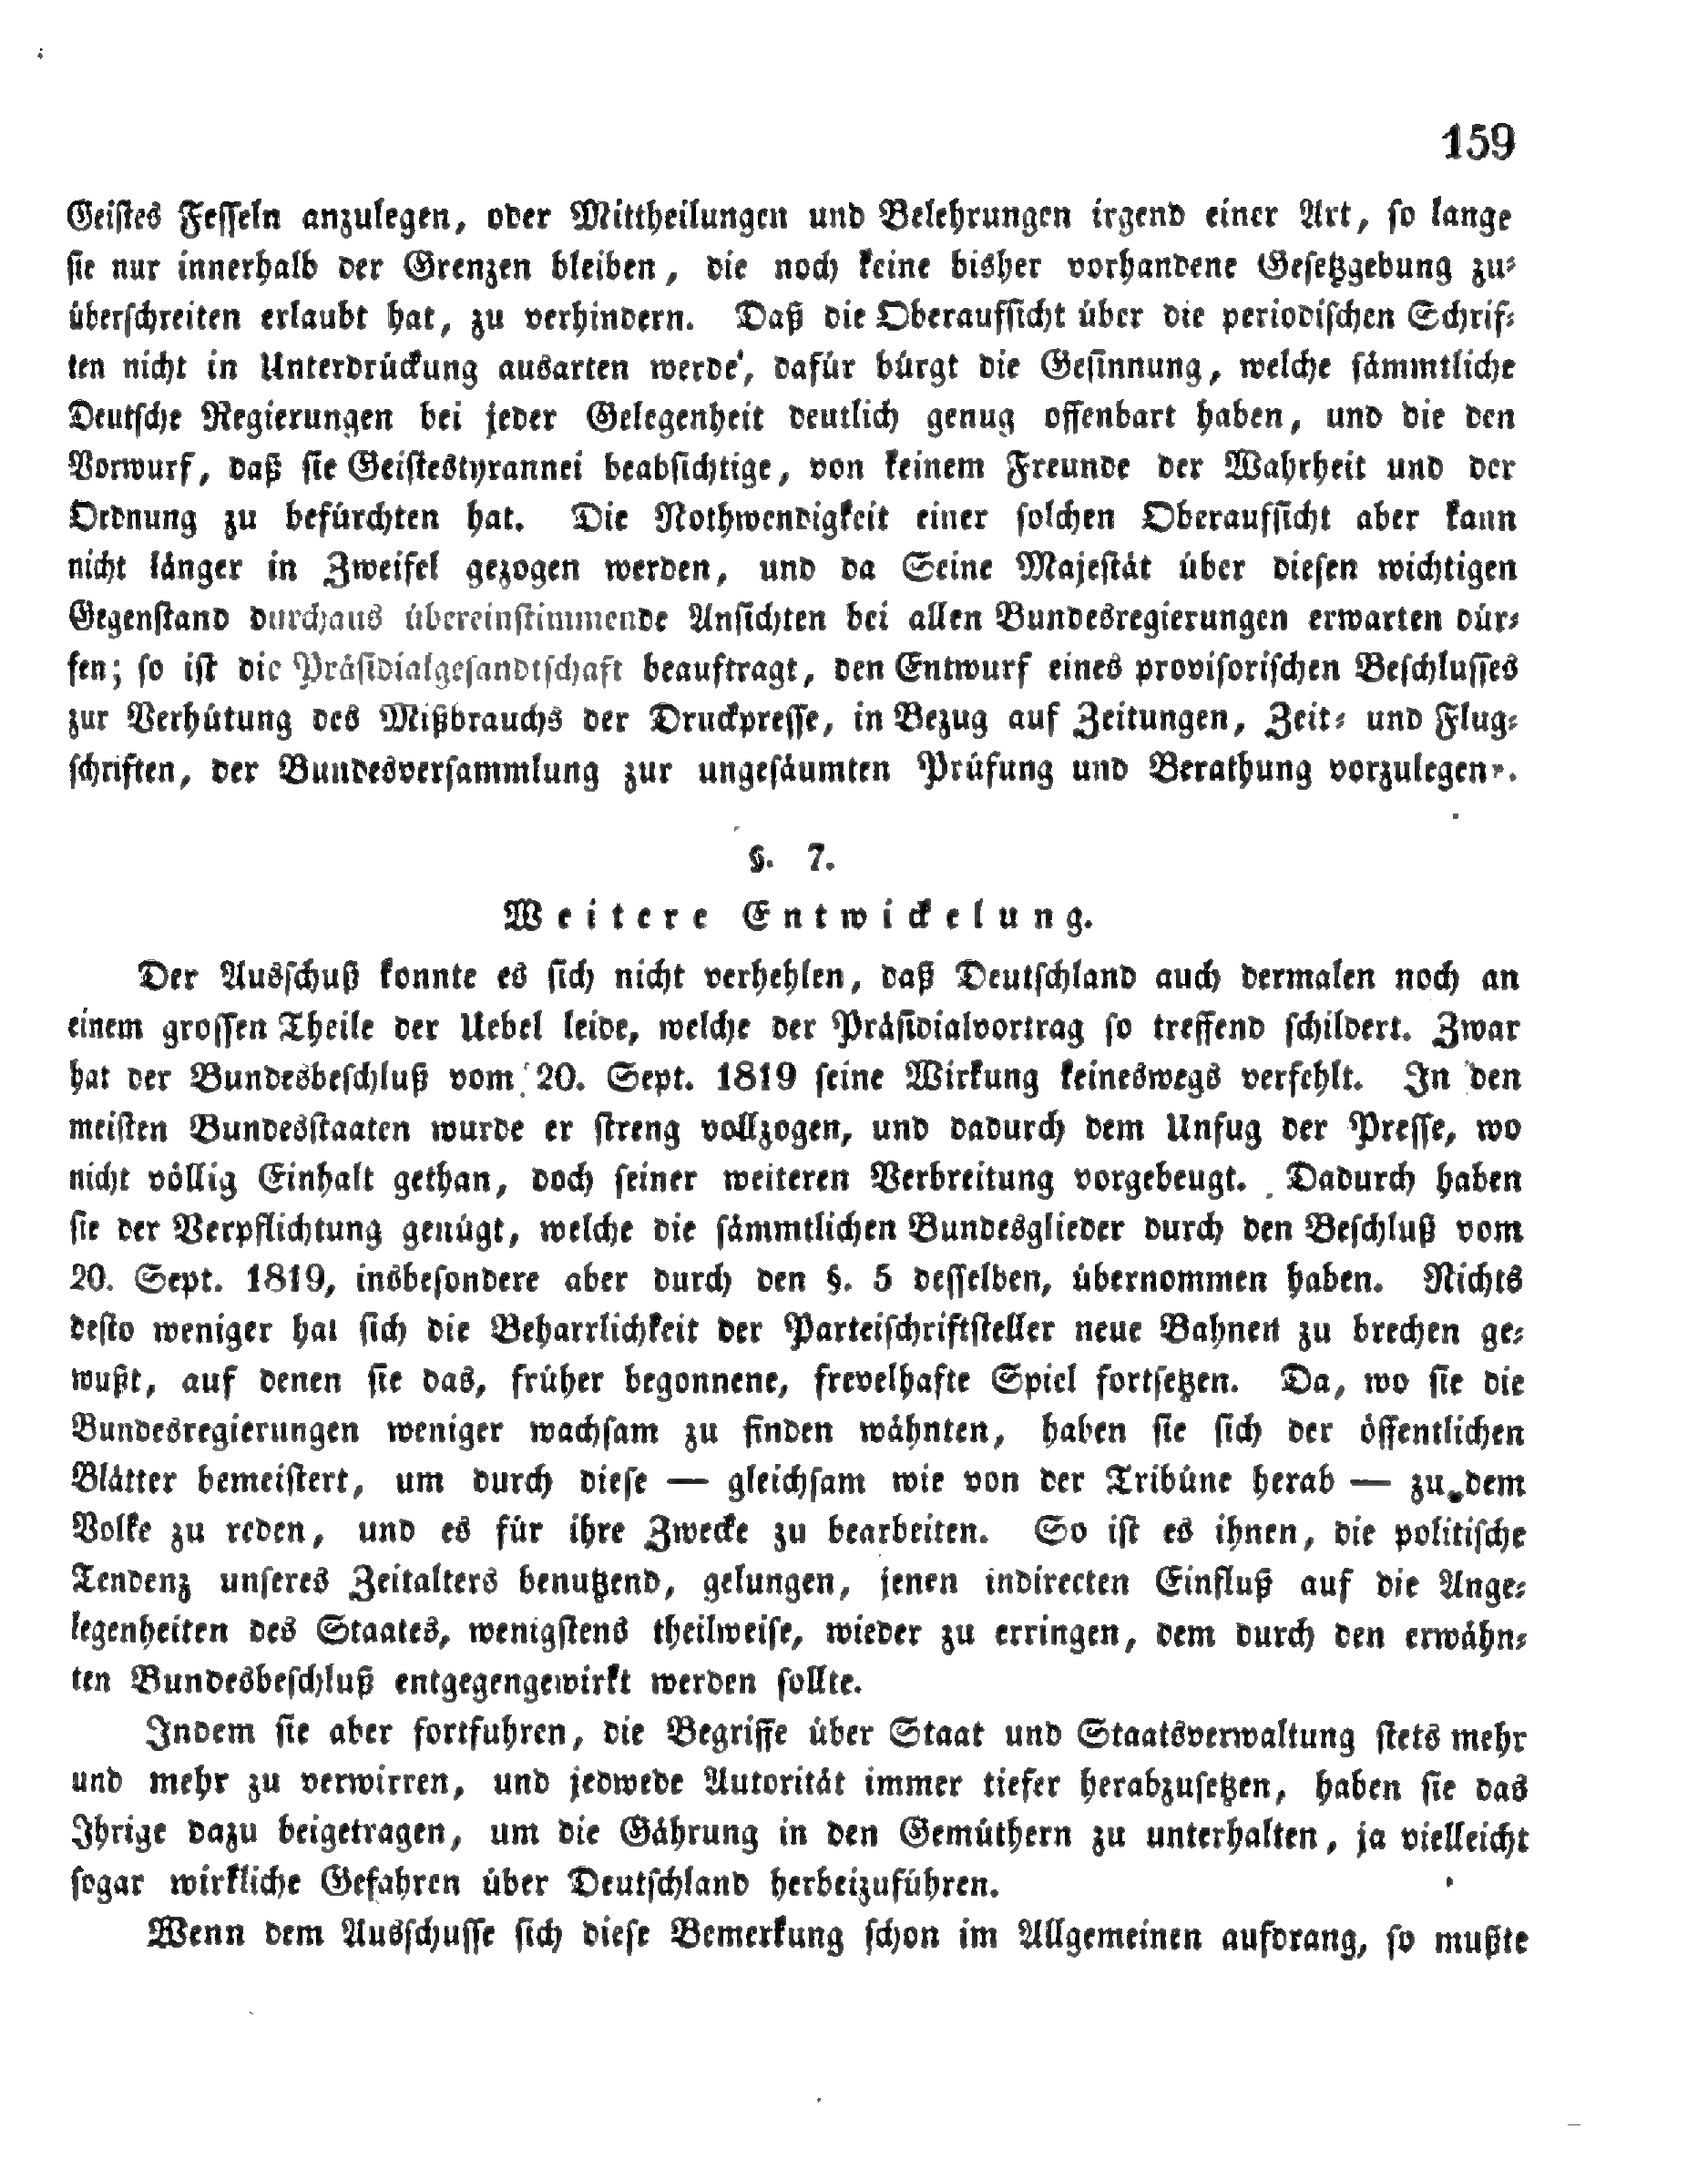 159
Geiſtes Feſſeln anzulegen, oder Mittheilungen und Belehrungen irgend einer Art, ſo lange
ſie nur innerhalb der Grenzen bleiben, die noch keine bisher vorhandene Geſetzgebung zu-
überſchreiten erlaubt hat, zu verhindern. Daß die Oberaufſicht über die periodiſchen Schrif-
ten nicht in Unterdrückung ausarten werde, dafür bürgt die Geſinnung, welche ſämmtliche
Deutſche Regierungen bei jeder Gelegenheit deutlich genug offenbart haben, und die den
Vorwurf, daß ſie Geiſtestyrannei beabſichtige, von keinem Freunde der Wahrheit und der
Ordnung zu befürchten hat. Die Nothwendigkeit einer ſolchen Oberaufſicht aber kann
nicht länger in Zweifel gezogen werden, und da Seine Majeſtät über dieſen wichtigen
Gegenſtand durchaus übereinſtimmende Anſichten bei allen Bundesregierungen erwarten dür-
fen; ſo iſt die Präſidialgeſandtſchaft beauftragt, den Entwurf eines proviſoriſchen Beſchluſſes
zur Verhütung des Mißbrauchs der Druckpreſſe, in Bezug auf Zeitungen, Zeit- und Flug-
ſchriften, der Bundesverſammlung zur ungeſäumten Prüfung und Berathung vorzulegen".
§. 7.
Weitere Entwickelung.
Der Ausſchuß konnte es ſich nicht verhehlen, daß Deutſchland auch dermalen noch an
einem groſſen Theile der Uebel leide, welche der Präſidialvortrag ſo treffend ſchildert. Zwar
hat der Bundesbeſchluß vom 20. Sept. 1819 ſeine Wirkung keineswegs verfehlt. In den
meiſten Bundesſtaaten wurde er ſtreng vollzogen, und dadurch dem Unfug der Preſſe, wo
nicht völlig Einhalt gethan, doch ſeiner weiteren Verbreitung vorgebeugt. Dadurch haben
ſie der Verpflichtung genügt, welche die ſämmtlichen Bundesglieder durch den Beſchluß vom
20. Sept. 1819, insbeſondere aber durch den §. 5 deſſelben, übernommen haben. Nichts
deſto weniger hat ſich die Beharrlichkeit der Parteiſchriftſteller neue Bahnen zu brechen ge-
wußt, auf denen ſie das, früher begonnene, frevelhafte Spiel fortſetzen. Da, wo ſie die
Bundesregierungen weniger wachſam zu finden wähnten, haben ſie ſich der öffentlichen
Blätter bemeiſtert, um durch dieſe — gleichſam wie von der Tribüne herab — zu dem
Volke zu reden, und es für ihre Zwecke zu bearbeiten. So iſt es ihnen, die politiſche
Tendenz unſeres Zeitalters benutzend, gelungen, jenen indirecten Einfluß auf die Ange-
legenheiten des Staates, wenigſtens theilweiſe, wieder zu erringen, dem durch den erwähn-
ten Bundesbeſchluß entgegengewirkt werden ſollte.
Indem ſie aber fortfuhren, die Begriffe über Staat und Staatsverwaltung ſtets mehr
und mehr zu verwirren, und jedwede Autorität immer tiefer herabzuſetzen, haben ſie das
Ihrige dazu beigetragen, um die Gährung in den Gemüthern zu unterhalten, ja vielleicht
ſogar wirkliche Gefahren über Deutſchland herbeizuführen.
Wenn dem Ausſchuſſe ſich dieſe Bemerkung ſchon im Allgemeinen aufdrang, ſo mußte